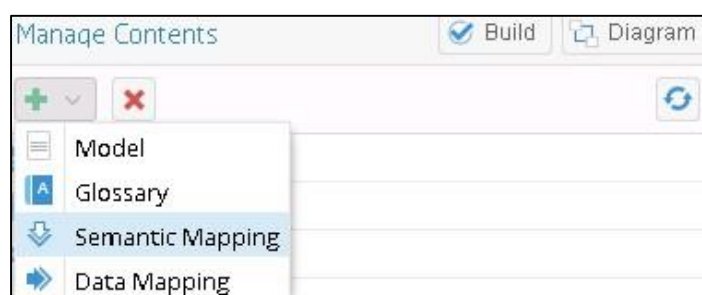 Manage Contents Build Diagram
Model
A Glossary
Semantic Mapping
Data Mapping